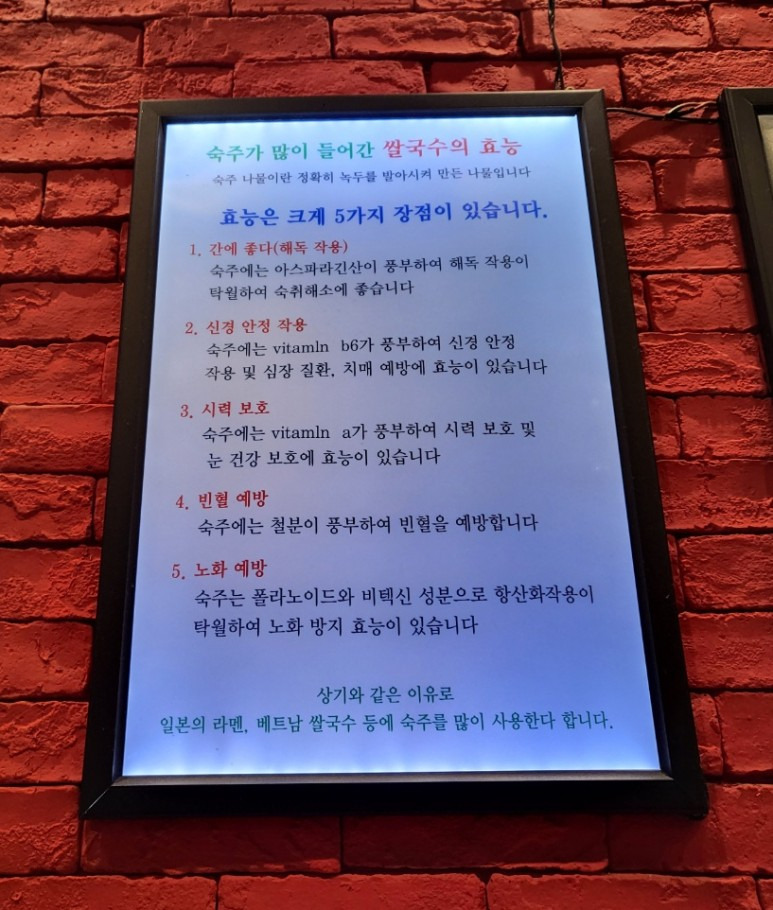 숙주가 많이 들어간 쌀국수의 효능
숙주 나물이란 정확히 녹두를 발아시켜 만든 나물입니다
효능은 크게 5가지 장점이 있습니다.
1. 간에 좋다(해독 작용)
숙주에는 아스파라긴산이 풍부하여 해독 작용이
탁월하여 숙취해소에 좋습니다
2. 신경 안정 작용
숙주에는 vitamln b6가 풍부하여 신경 안정
작용 및 심장 질환, 치매 예방에 효능이 있습니다
3. 시력 보호
숙주에는 vitamln a가 풍부하여 시력 보호 및
눈 건강 보호에 효능이 있습니다
4. 빈혈 예방
숙주에는 철분이 풍부하여 빈혈을 예방합니다
5. 노화 예방
숙주는 폴라노이드와 비텍신 성분으로 항산화작용이
탁월하여 노화 방지 효능이 있습니다
상기와 같은 이유로
일본의 라멘, 베트남 쌀국수 등에 숙주를 많이 사용한다 합니다.